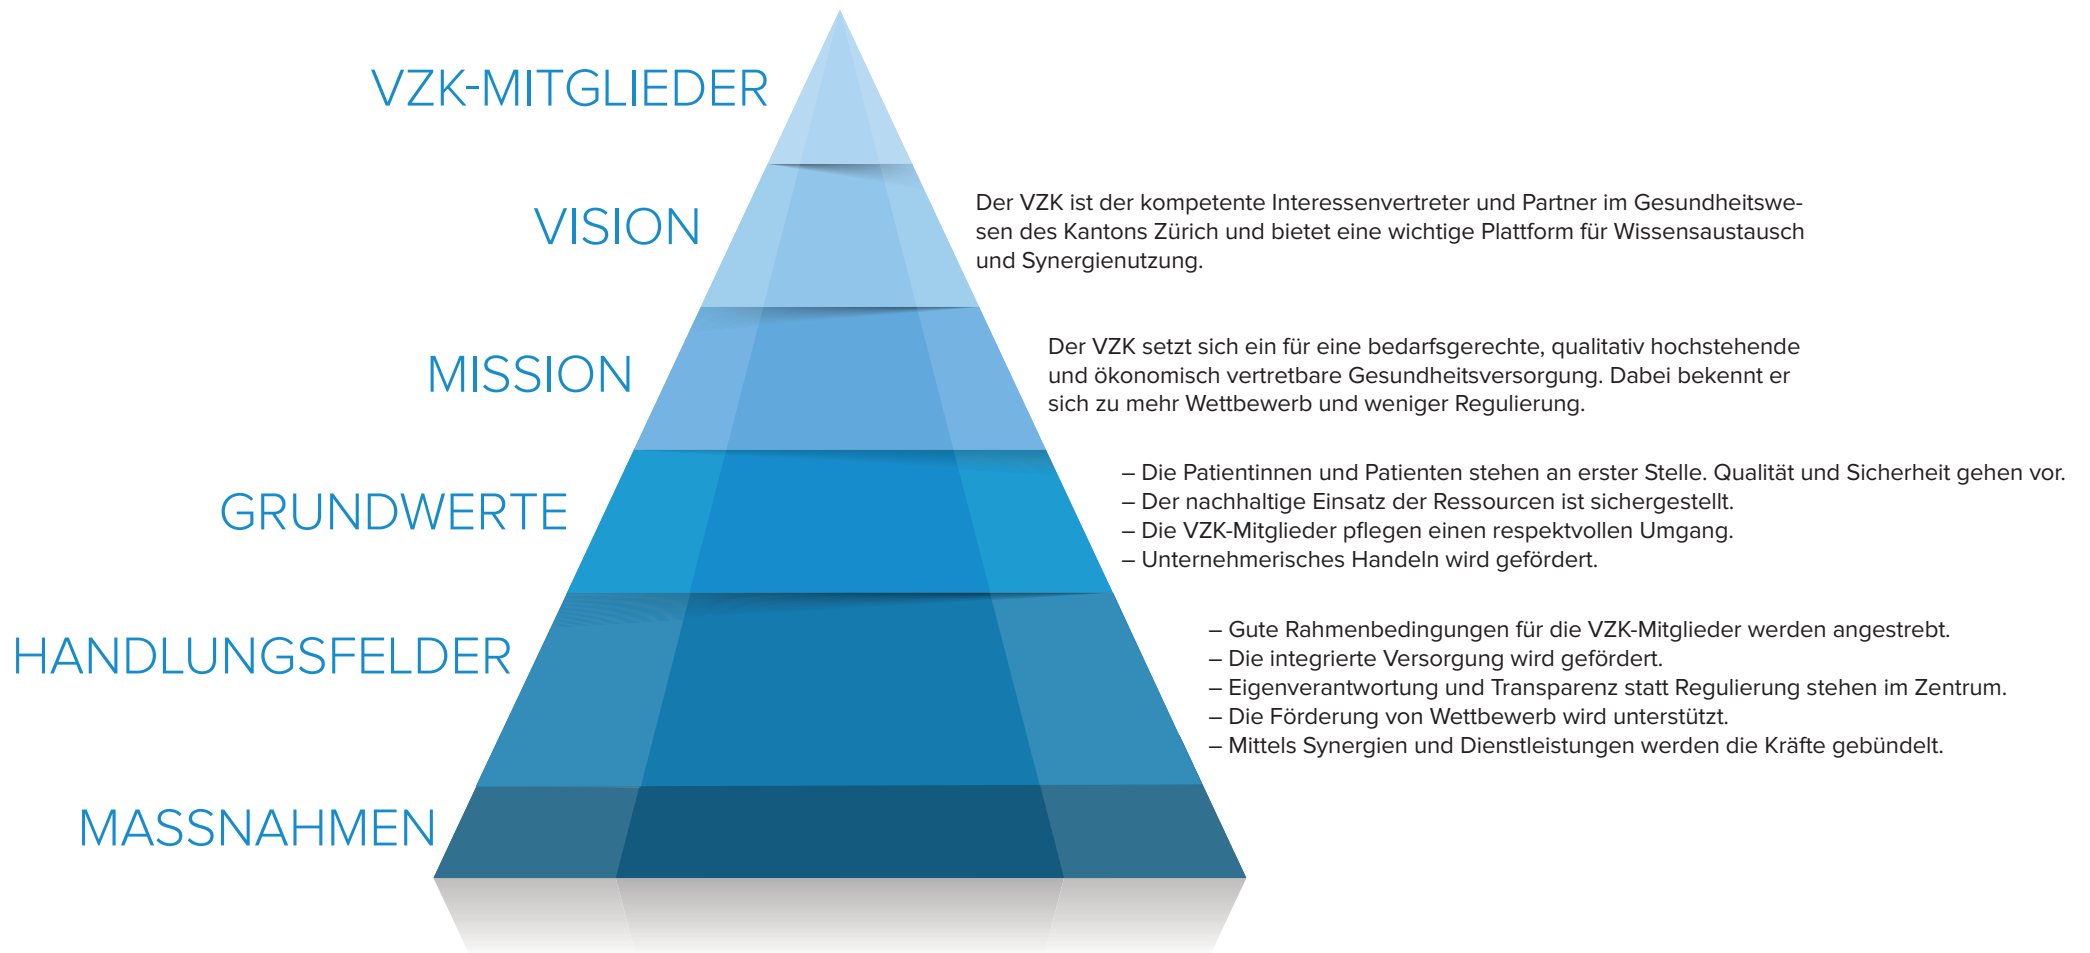 VZK-MITGLIEDER
VISION
Der VZK ist der kompetente Interessenvertreter und Partner im Gesundheitswe-
sen des Kantons Zürich und bietet eine wichtige Plattform für Wissensaustausch
und Synergienutzung.
MISSION
Der VZK setzt sich ein für eine bedarfsgerechte, qualitativ hochstehende
und ökonomisch vertretbare Gesundheitsversorgung. Dabei bekennt er
sich zu mehr Wettbewerb und weniger Regulierung.
GRUNDWERTE
– Die Patientinnen und Patienten stehen an erster Stelle. Qualität und Sicherheit gehen vor.
– Der nachhaltige Einsatz der Ressourcen ist sichergestellt.
– Die VZK-Mitglieder pflegen einen respektvollen Umgang.
– Unternehmerisches Handeln wird gefördert.
HANDLUNGSFELDER
– Gute Rahmenbedingungen für die VZK-Mitglieder werden angestrebt.
– Die integrierte Versorgung wird gefördert.
– Eigenverantwortung und Transparenz statt Regulierung stehen im Zentrum.
– Die Förderung von Wettbewerb wird unterstützt.
– Mittels Synergien und Dienstleistungen werden die Kräfte gebündelt.
MASSNAHMEN